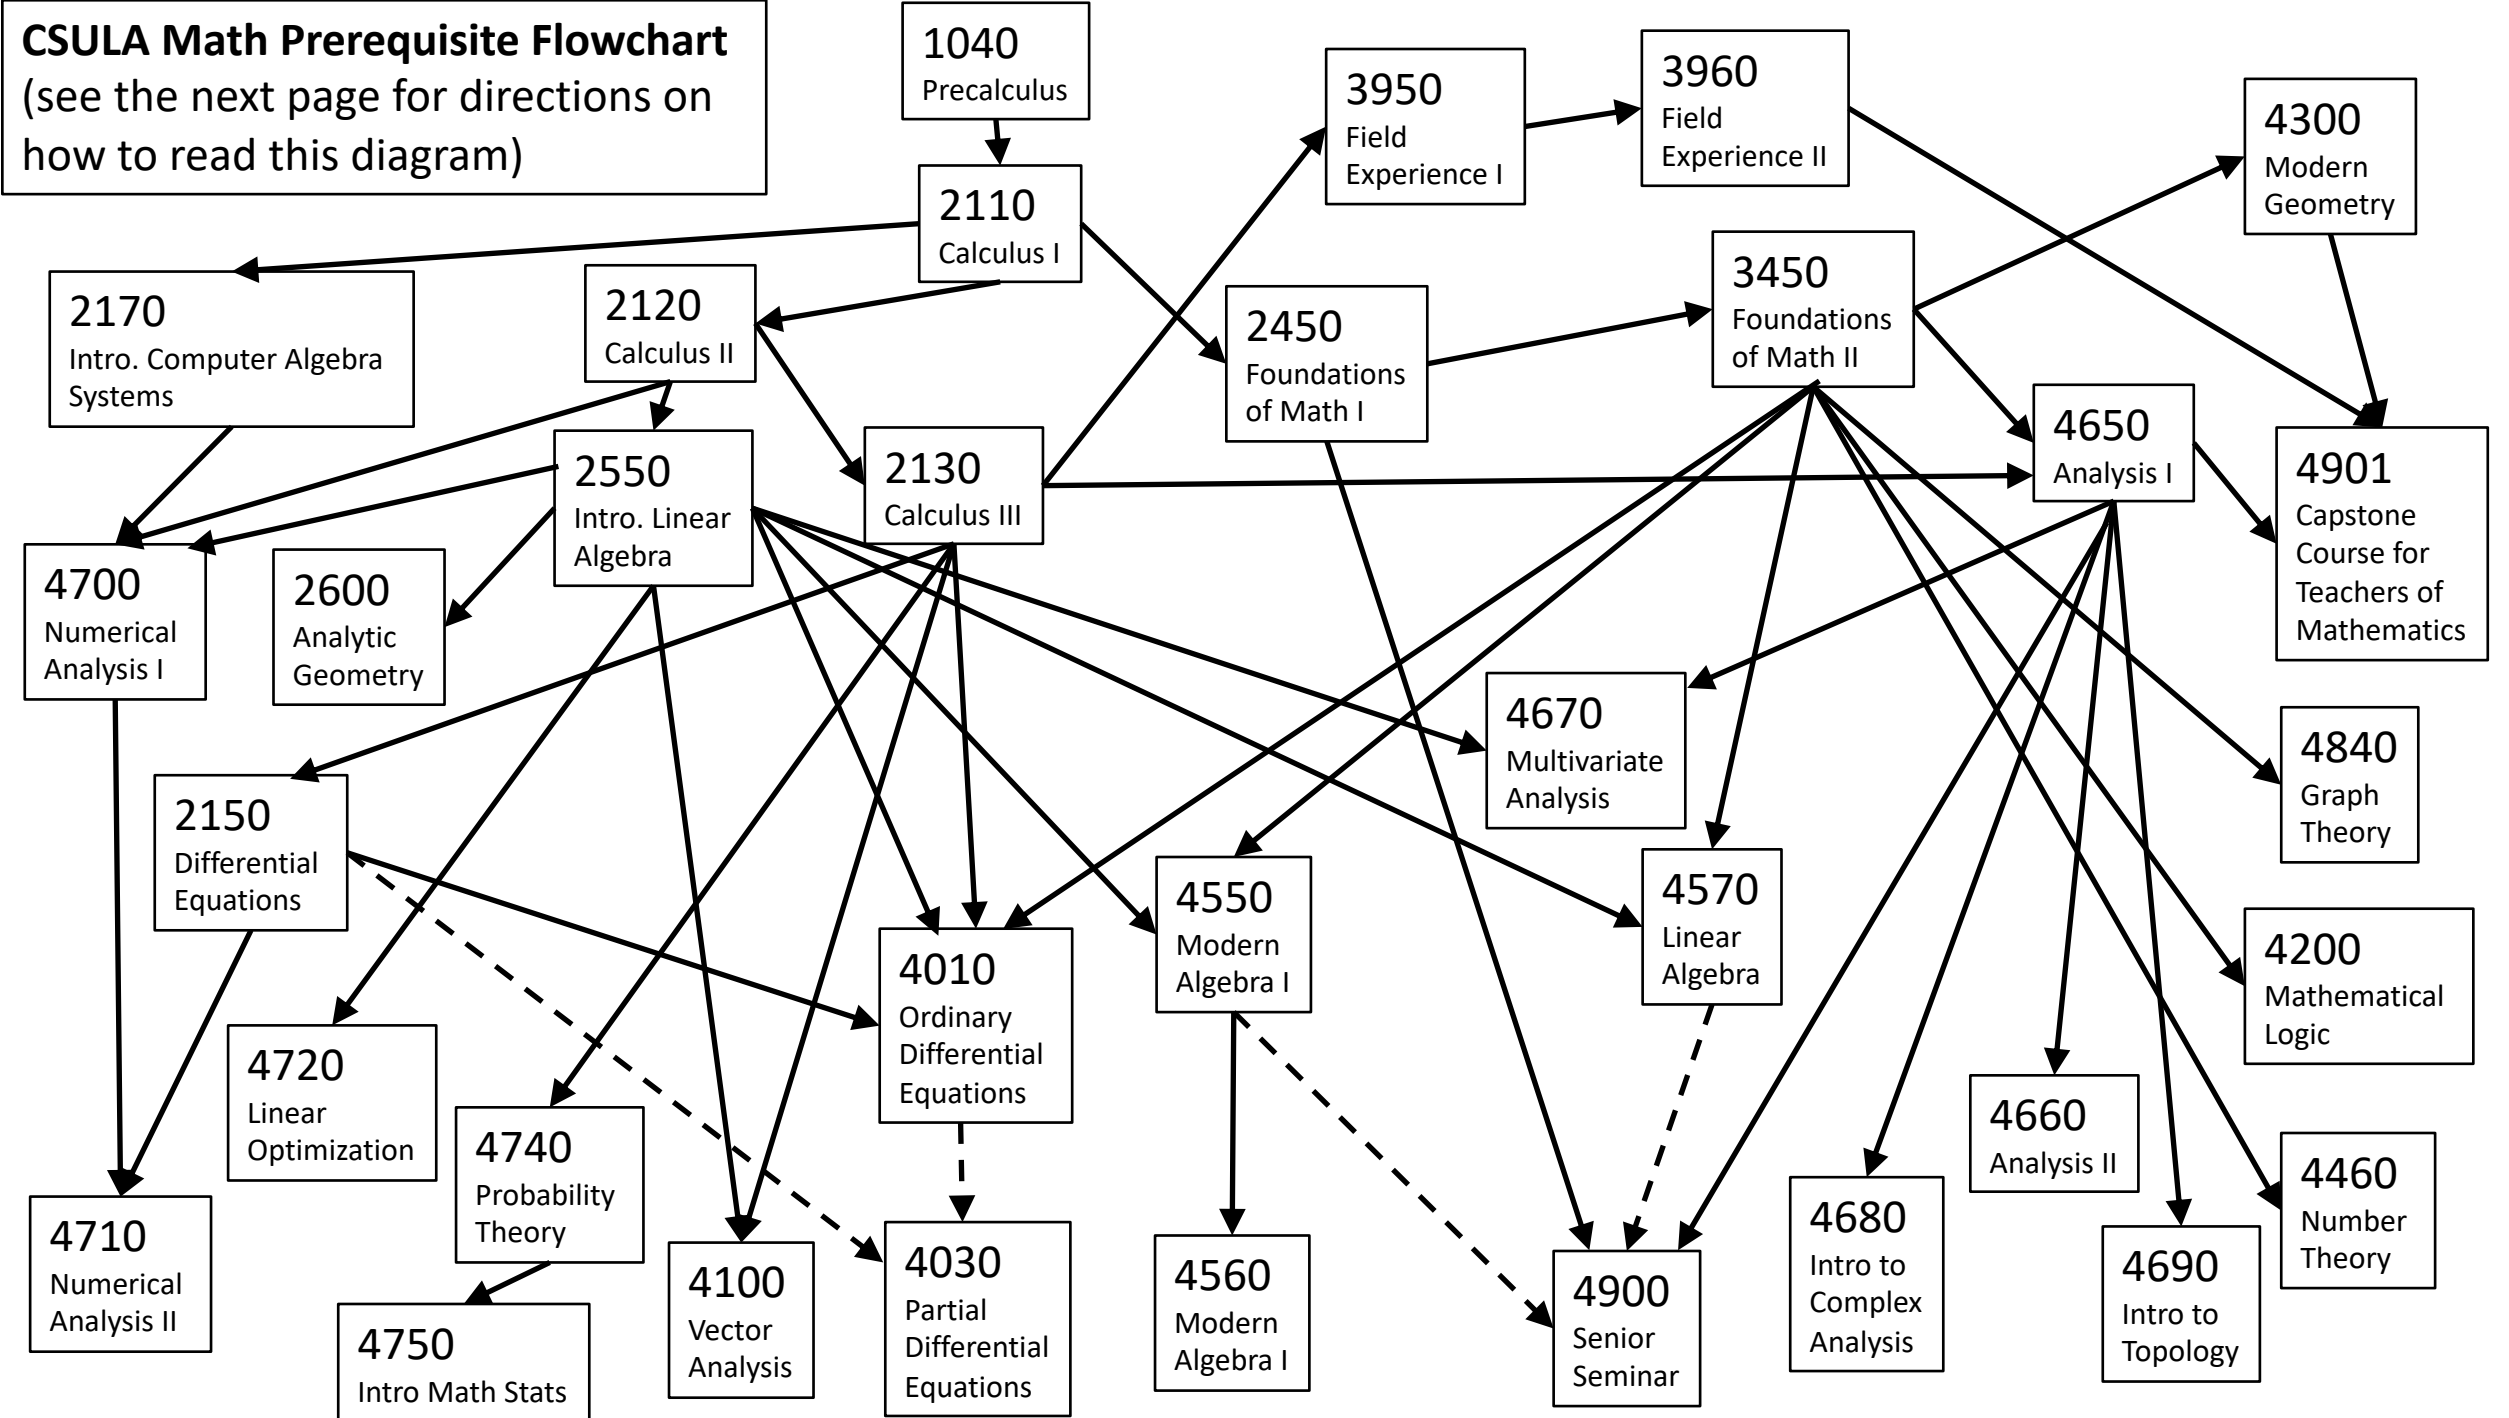 CSULA Math Prerequisite Flowchart
(see the next page for directions on
how to read this diagram)
1040
Precalculus
3950
Field
Experience I
3960
Field
Experience II
4300
Modern
Geometry
2110
Calculus I
2170
Intro. Computer Algebra
Systems
2120
Calculus II
2450
Foundations
of Math I
3450
Foundations
of Math II
4650
Analysis I
4901
Capstone
Course for
Teachers of
Mathematics
2550
Intro. Linear
Algebra
2130
Calculus III
4700
Numerical
Analysis I
2600
Analytic
Geometry
4670
Multivariate
Analysis
4840
Graph
Theory
2150
Differential
Equations
4550
Modern
Algebra I
4570
Linear
Algebra
4200
Mathematical
Logic
4010
Ordinary
Differential
Equations
4720
Linear
Optimization
4740
Probability
Theory
4660
Analysis II
4460
Number
Theory
4710
Numerical
Analysis II
4750
Intro Math Stats
4100
Vector
Analysis
4030
Partial
Differential
Equations
4560
Modern
Algebra I
4900
Senior
Seminar
4680
Intro to
Complex
Analysis
4690
Intro to
Topology